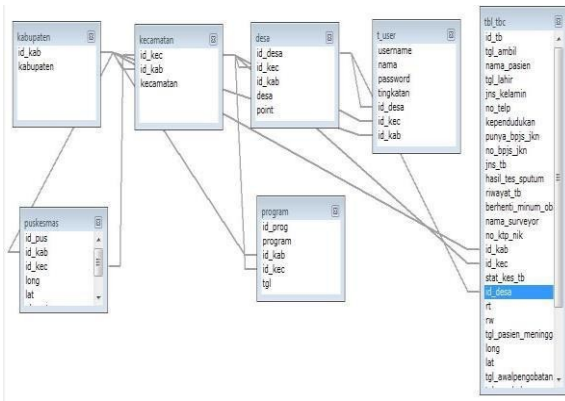 kabupaten
id_kab
kabupaten
kecamatan
id_kec
id_kab
kecamatan
desa
id_desa
id_kec
id_kab
desa
point
t_user
username
nama
password
tingkatan
id_desa
id_kec
id_kab
tbl_tbc
id_tb
tgl_ambil
nama_pasien
tgl_lahir
jns_kelamin
no_telp
kependudukan
punya_bpjs_jkn
no_bpjs_jkn
jns_tb
hasil_tes_sputum
riwayat_tb
berhenti_minum_ob
nama_surveyor
no_ktp_nik
id_kab
id_kec
stat_kes_tb
id_desa
rt
rw
tgl_pasien_meningg
long
lat
tgl_awalpengobatan
puskesmas
id_pus
id_kab
id_kec
long
lat
program
id_prog
program
id_kab
id_kec
tgl